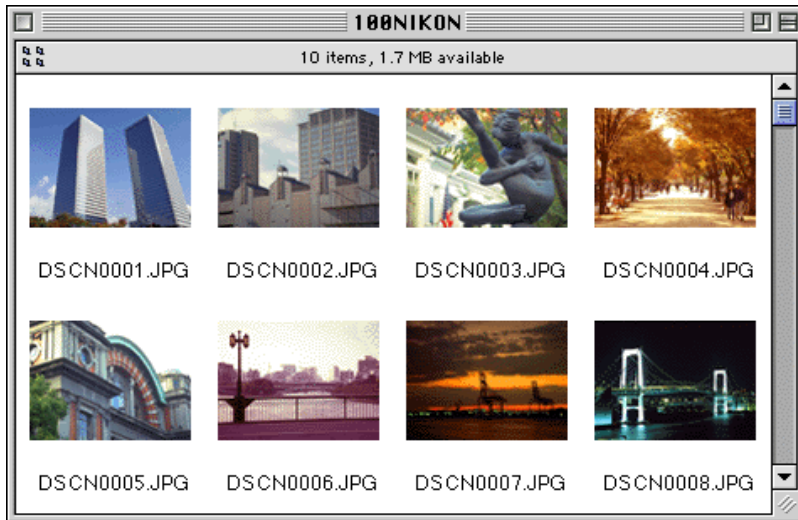 100NIKON
10 items, 1.7 MB available
DSCN0001.JPG DSCN0002.JPG DSCN0003.JPG DSCN0004.JPG
DSCN0005.JPG DSCN0006.JPG DSCN0007.JPG DSCN0008.JPG